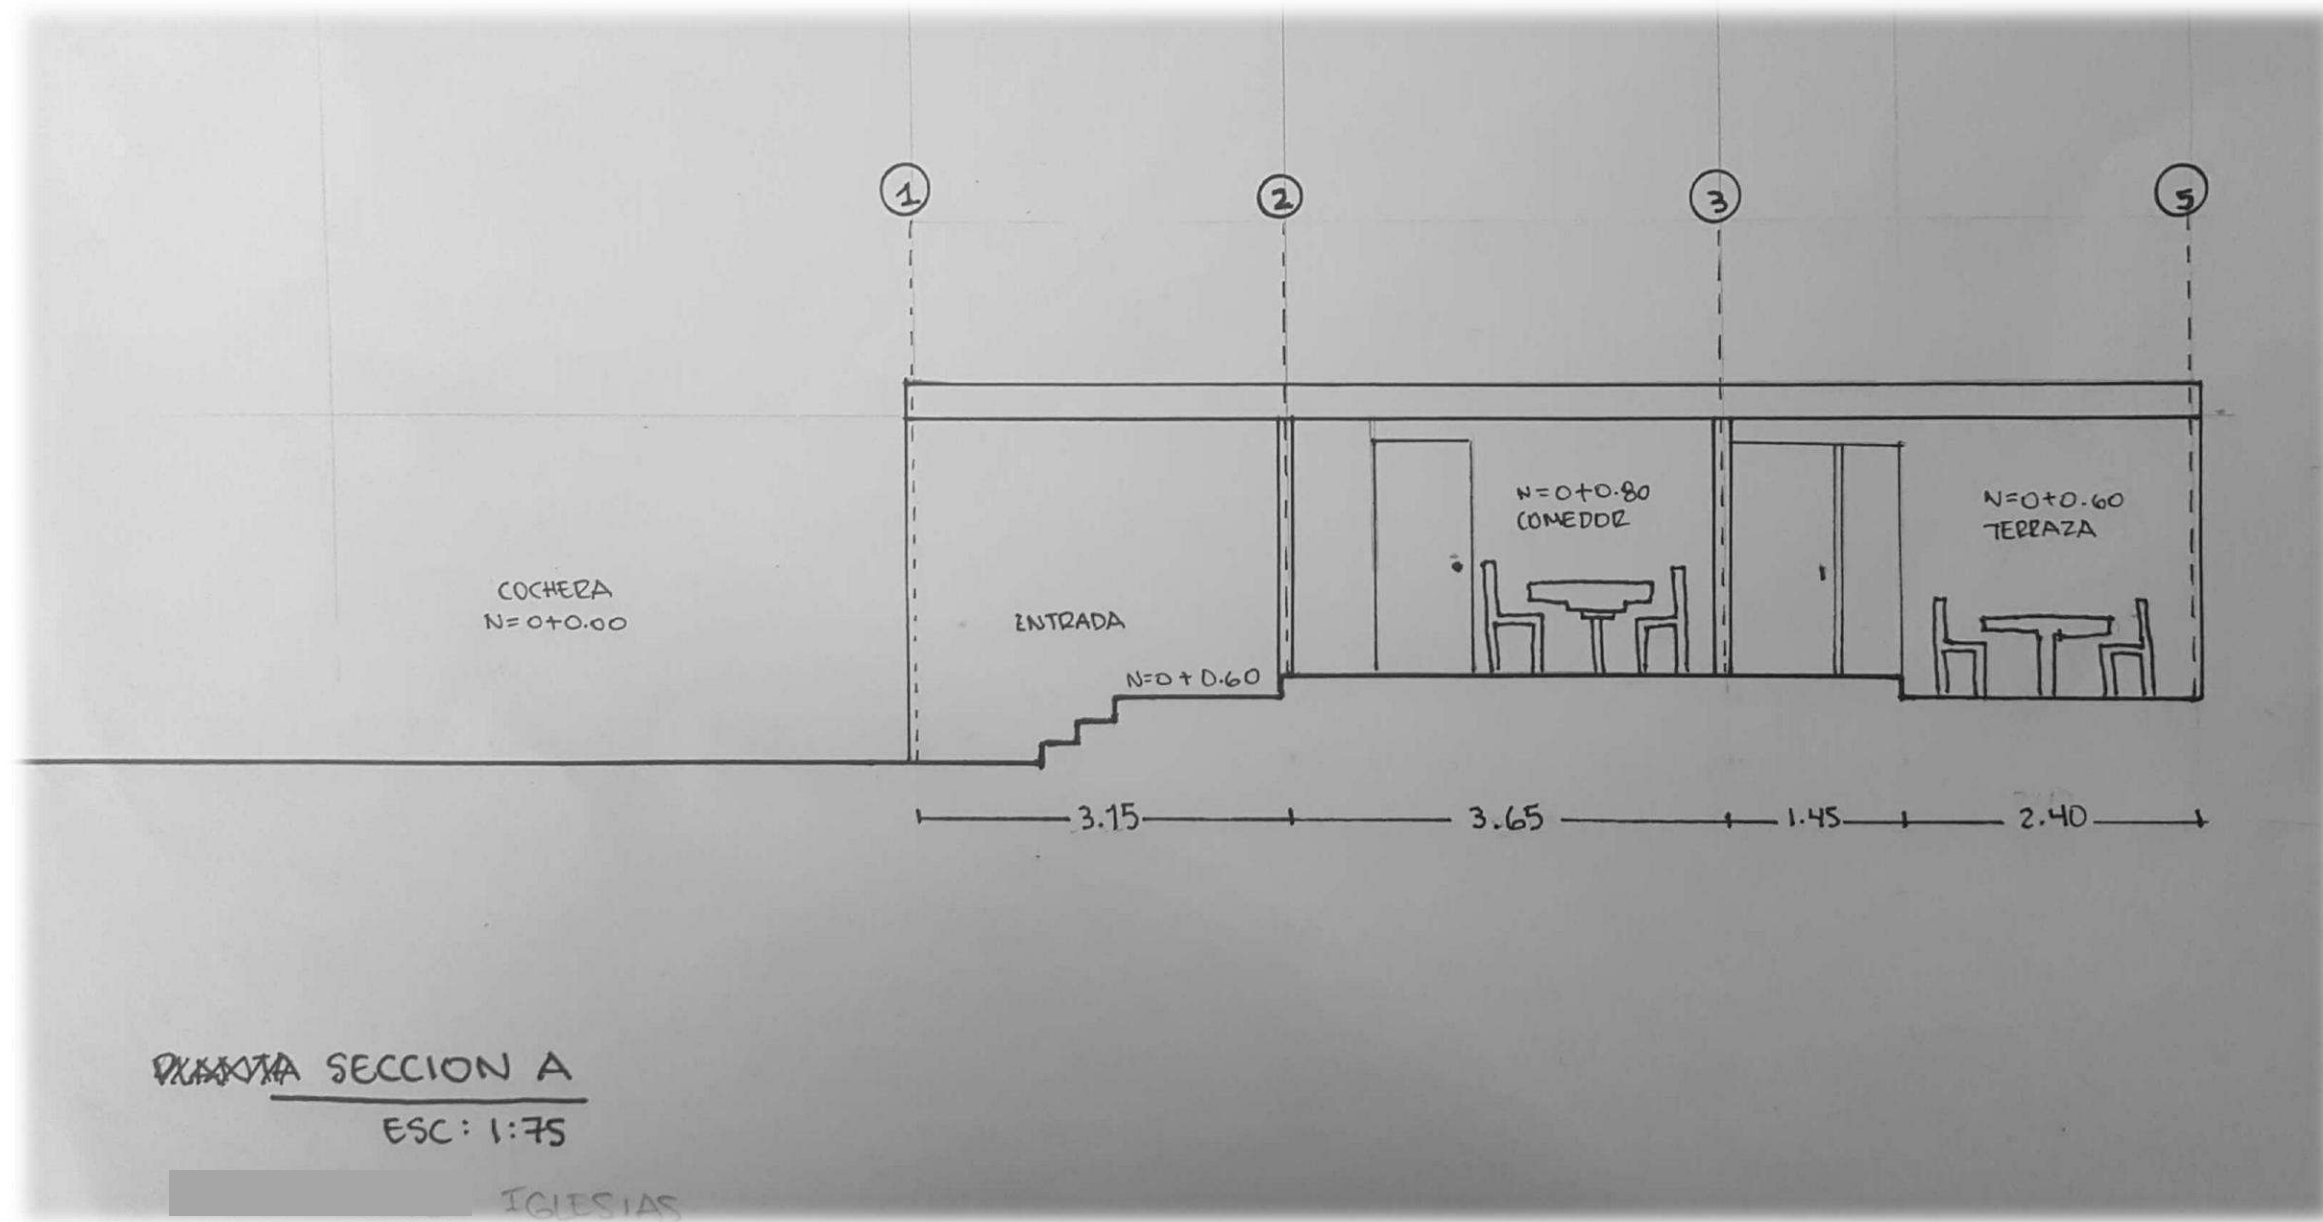 1 2 3 5
N=0+0.80
COMEDOR
N=0+0.60
TERRAZA
COCHERA
N=0+0.00
ENTRADA
N=0+0.60
3.15 3.65 1.45 2.40
SECCION A
ESC: 1:75
IGLESIAS